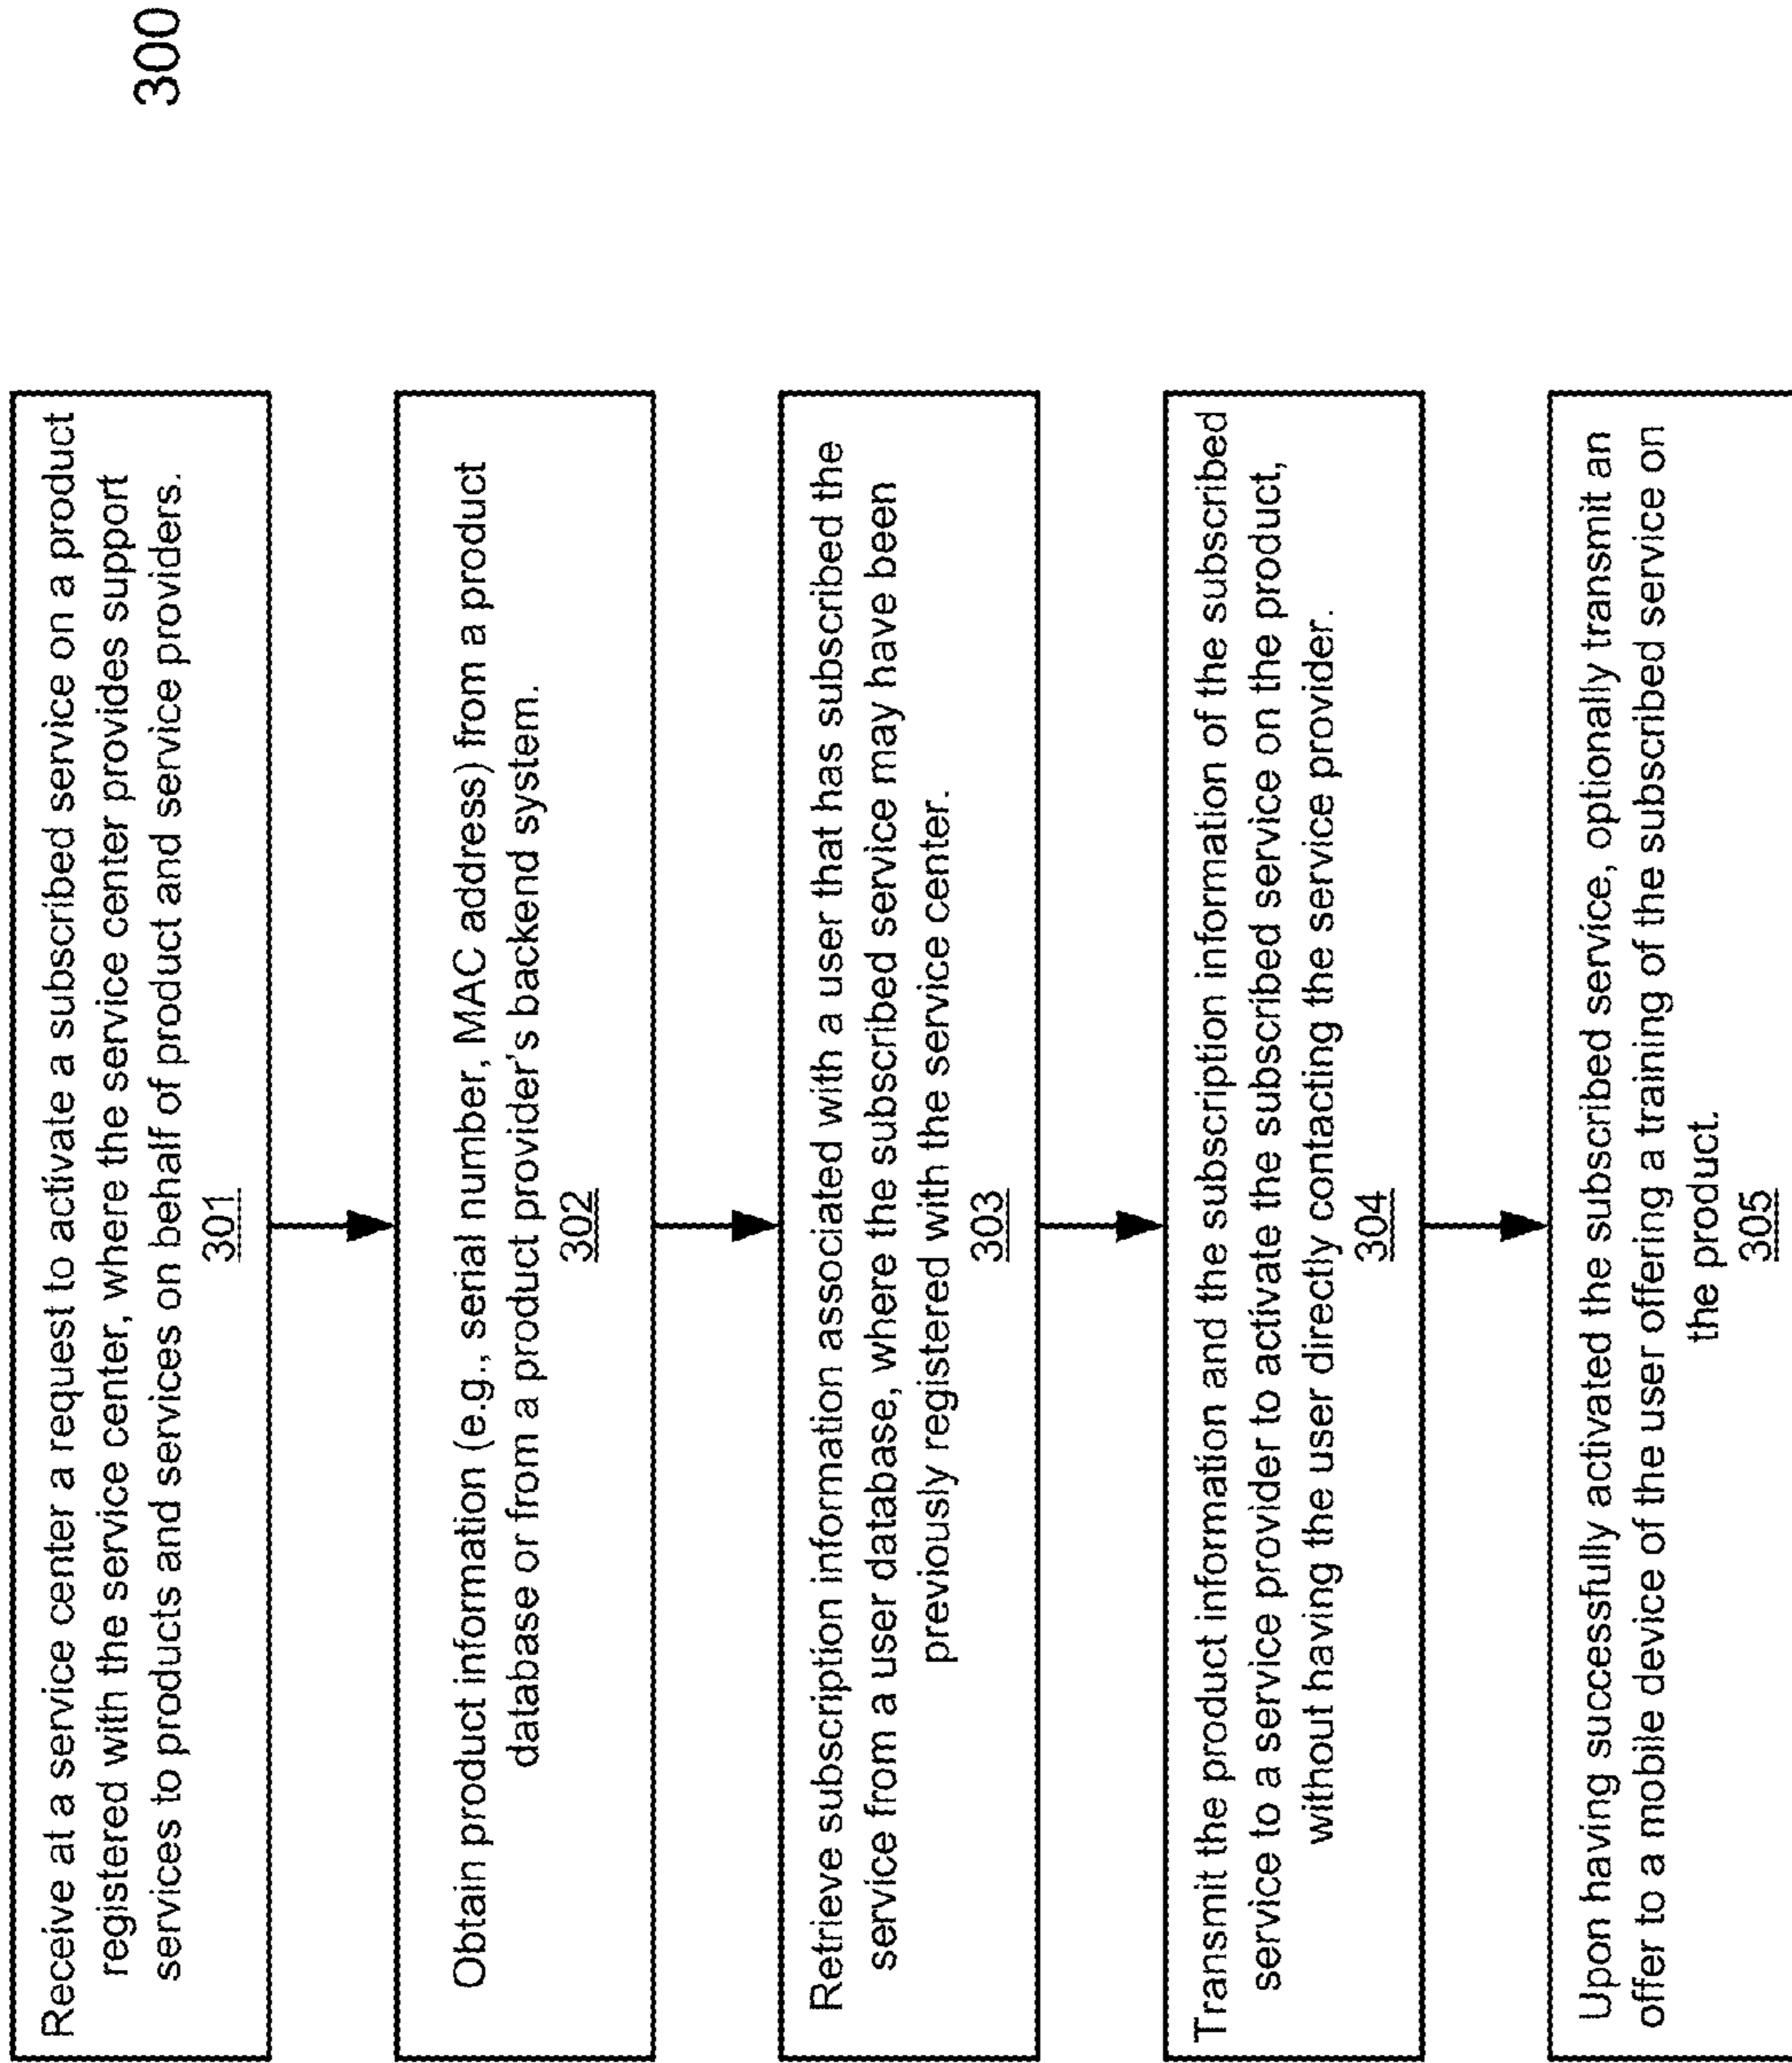 Receive at a service center a request to activate a subscribed service on a product
registered with the service center, where the service center provides support
services to products and services on behalf of product and service providers.
301
Obtain product information (e.g., serial number, MAC address) from a product
database or from a product provider's backend system.
302
Retrieve subscription information associated with a user that has subscribed the
service from a user database, where the subscribed service may have been
previously registered with the service center.
303
Transmit the product information and the subscription information of the subscribed
service to a service provider to activate the subscribed service on the product,
without having the user directly contacting the service provider.
304
Upon having successfully activated the subscribed service, optionally transmit an
offer to a mobile device of the user offering a training of the subscribed service on
the product.
305
300